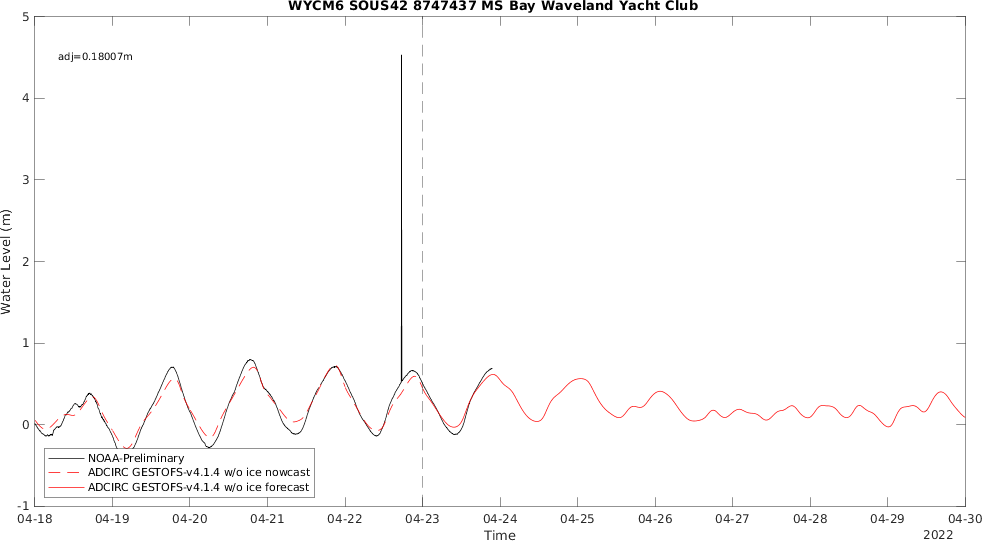 WYCM6 SOUS42 8747437 MS Bay Waveland Yacht Club
adj=0.18007m
5
4
3
2
1
0
-1
Water Level (m)
NOAA-Preliminary
ADCIRC GESTOFS-v4.1.4 w/o ice nowcast
ADCIRC GESTOFS-v4.1.4 w/o ice forecast
04-18 04-19 04-20 04-21 04-22 04-23 04-24 04-25 04-26 04-27 04-28 04-29 04-30
Time
2022